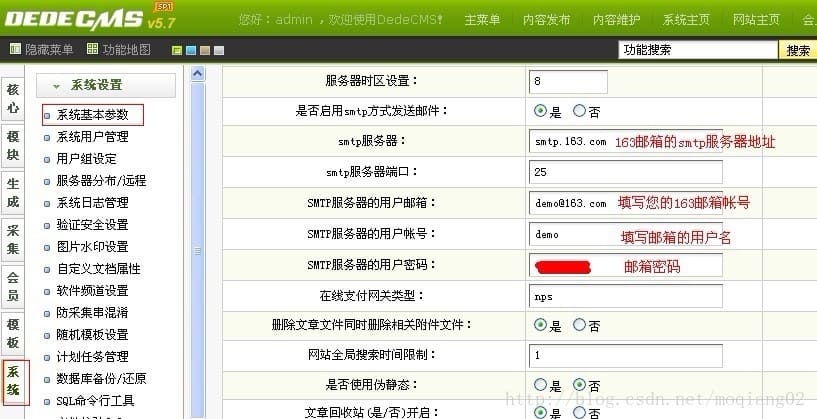 DEDECMS v5.7 SP1
您好：admin ，欢迎使用DedeCMS！ 主菜单 内容发布 内容维护 系统主页 网站主页 会
隐藏菜单 功能地图 功能搜索 搜索
核心
模块
生成
采集
会员
模板
系统
系统设置
系统基本参数
系统用户管理
用户组设定
服务器分布/远程
系统日志管理
验证安全设置
图片水印设置
自定义文档属性
软件频道设置
防采集串混淆
随机模板设置
计划任务管理
数据库备份/还原
SQL命令行工具
服务器时区设置： 8
是否启用smtp方式发送邮件： 是 否
smtp服务器： smtp.163.com 163邮箱的smtp服务器地址
smtp服务器端口： 25
SMTP服务器的用户邮箱： demo@163.com 填写您的163邮箱帐号
SMTP服务器的用户帐号： demo 填写邮箱的用户名
SMTP服务器的用户密码： 邮箱密码
在线支付网关类型： nps
删除文章文件同时删除相关附件文件： 是 否
网站全局搜索时间限制： 1
是否使用伪静态： 是 否
文章回收站(是/否)开启： 是 否
http://blog.csdn.net/moqiang02